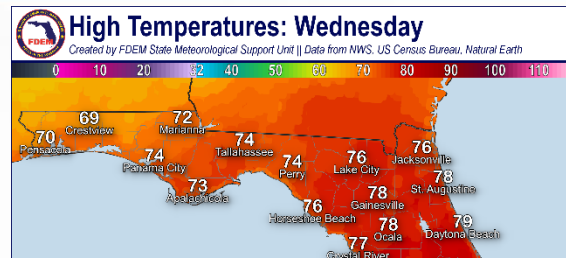 High Temperatures: Wednesday
FDEM
Created by FDEM State Meteorological Support Unit || Data from NWS, US Census Bureau, Natural Earth
0 10 20 32 40 50 60 70 80 90 100 110
69
Crestview
72
Marianna
70
Pensacola
74
Panama City
73
Apalachicola
74
Tallahassee
74
Perry
76
Lake City
76
Jacksonville
78
St. Augustine
76
Horseshoe Beach
78
Gainesville
78
Ocala
79
Daytona Beach
77
Crystal River